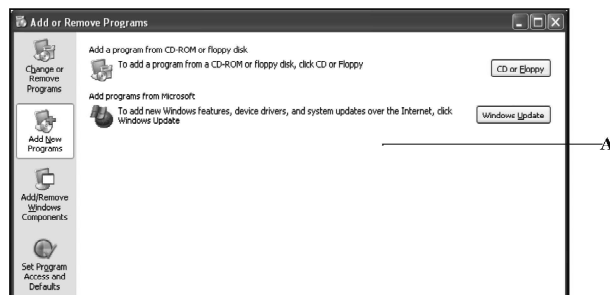 Add or Remove Programs
Change or
Remove
Programs
Add New
Programs
Add/Remove
Windows
Components
Set Program
Access and
Defaults
Add a program from CD-ROM or floppy disk
To add a program from a CD-ROM or floppy disk, click CD or Floppy
CD or Floppy
Add programs from Microsoft
To add new Windows features, device drivers, and system updates over the Internet, click
Windows Update
Windows Update
A